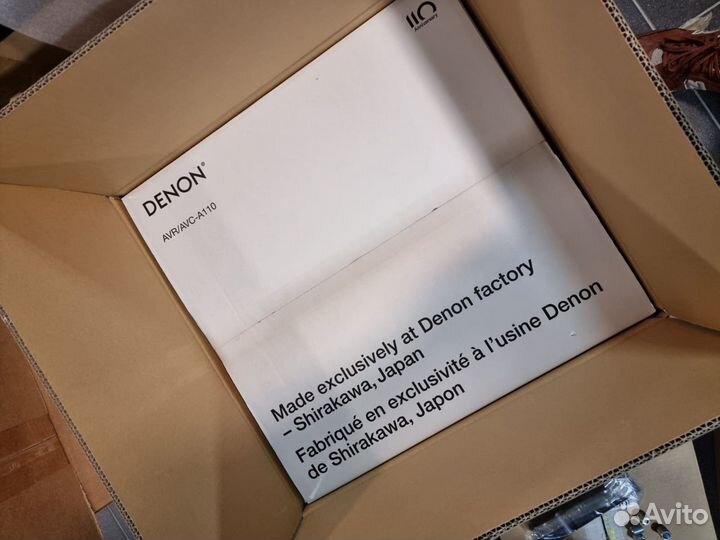 110
Anniversary
DENON®
AVR/AVC-A110
Made exclusively at Denon factory
– Shirakawa, Japan
Fabriqué en exclusivité à l'usine Denon
de Shirakawa, Japon
Avito